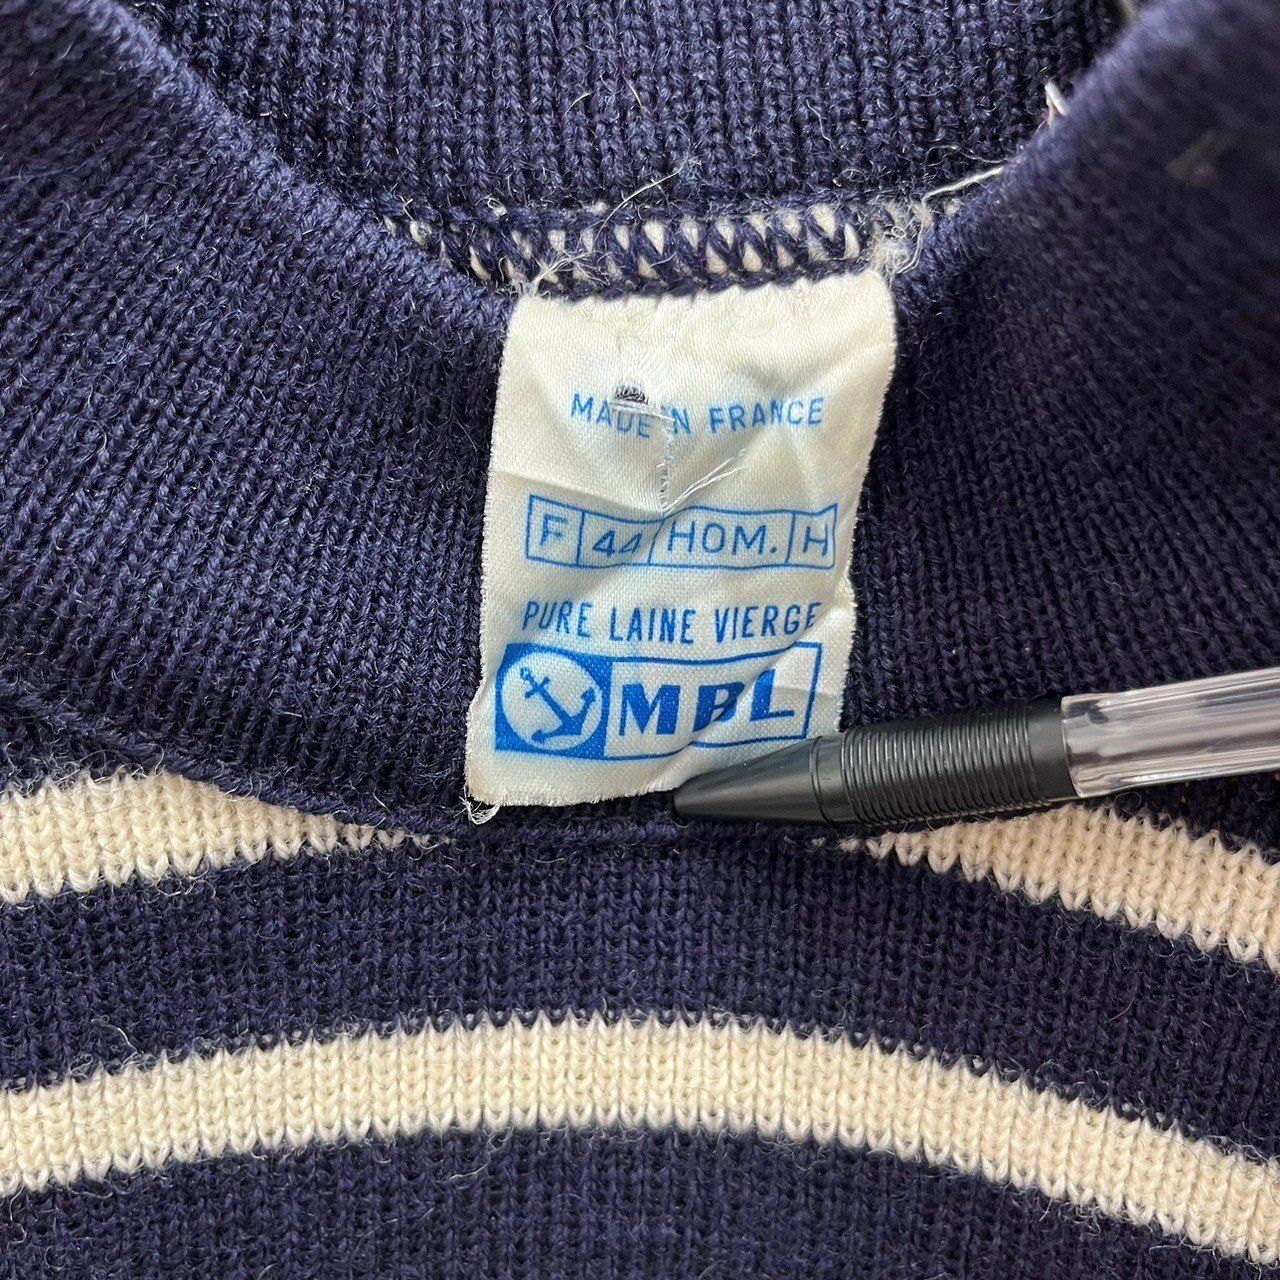 MADE IN FRANCE
F 44 HOM. H
PURE LAINE VIERGE
MBL